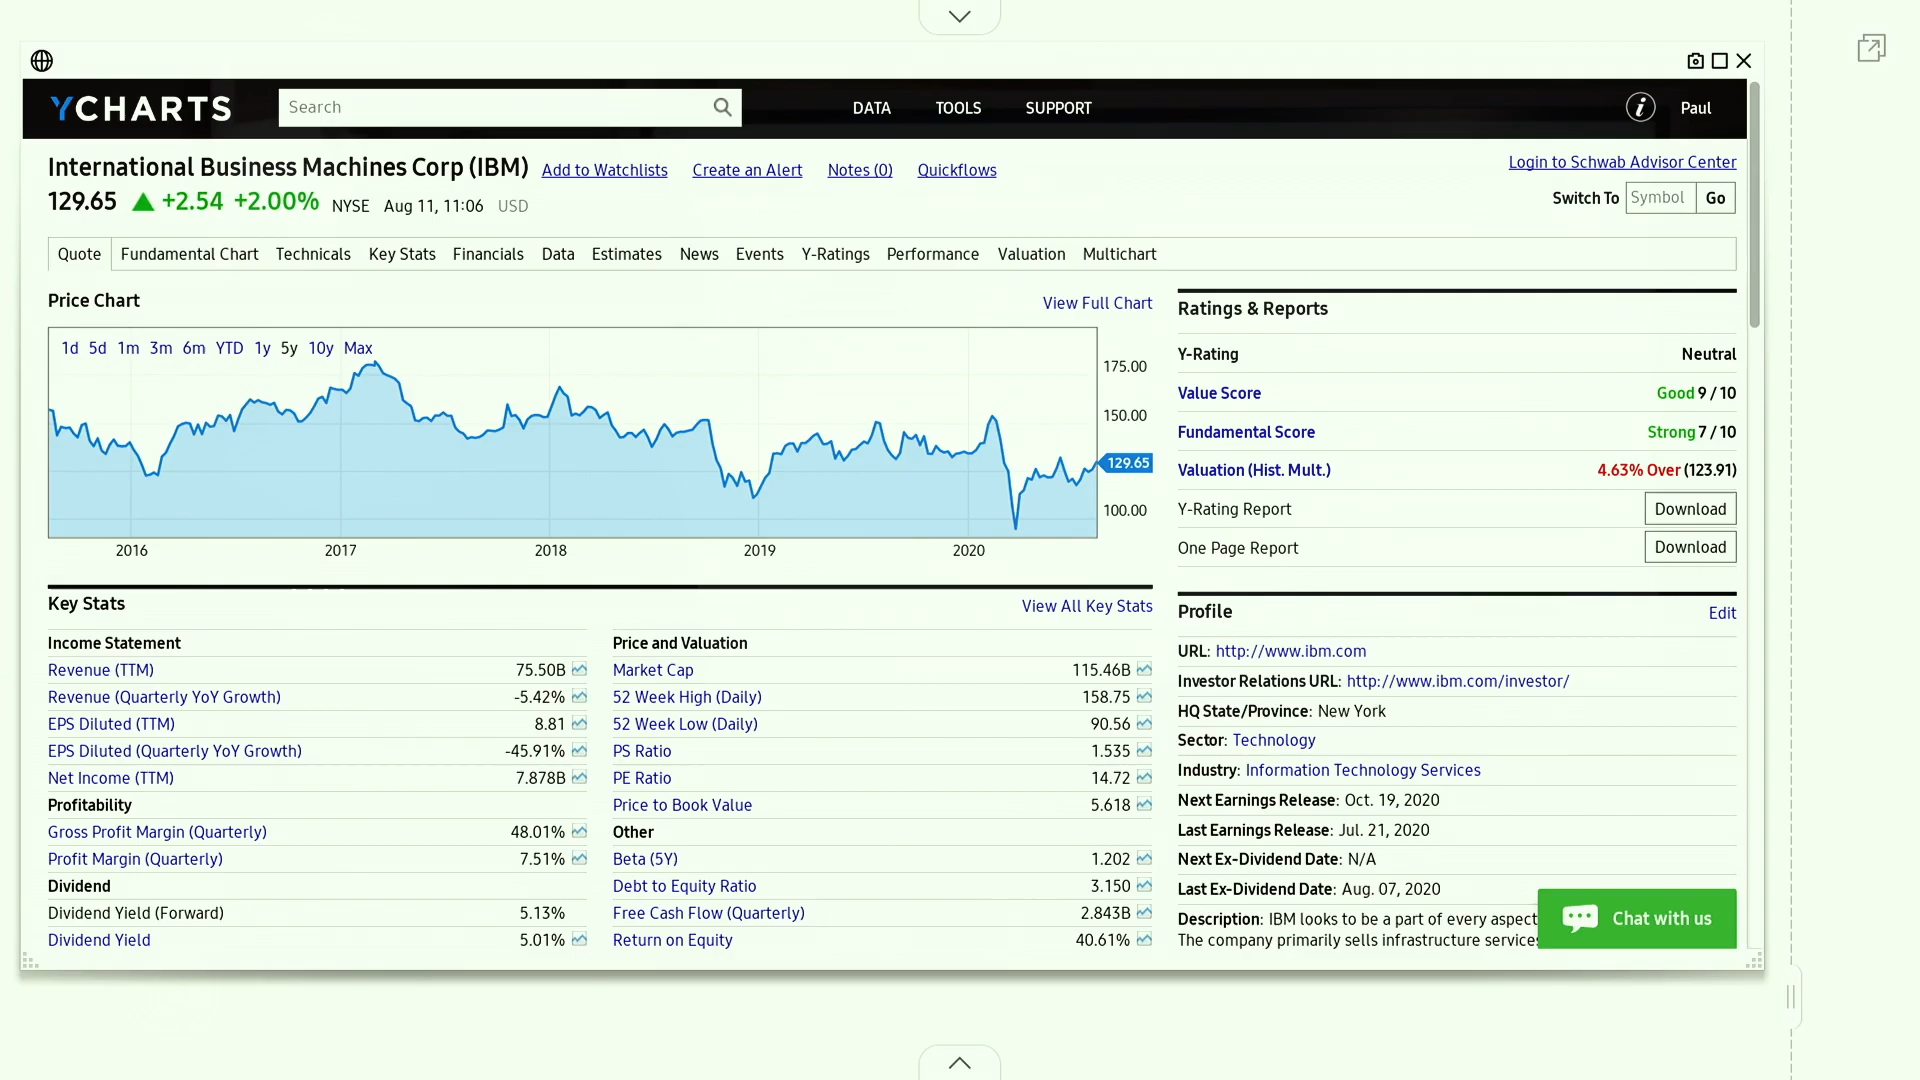 YCHARTS
Search
DATA TOOLS SUPPORT
i Paul
International Business Machines Corp (IBM) Add to Watchlists Create an Alert Notes (0) Quickflows
Login to Schwab Advisor Center
129.65 +2.54 +2.00% NYSE Aug 11, 11:06 USD
Switch To Symbol Go
Quote Fundamental Chart Technicals Key Stats Financials Data Estimates News Events Y-Ratings Performance Valuation Multichart
Price Chart View Full Chart
1d 5d 1m 3m 6m YTD 1y 5y 10y Max
175.00
150.00
129.65
100.00
2016 2017 2018 2019 2020
Key Stats View All Key Stats
Income Statement
Revenue (TTM) 75.50B
Revenue (Quarterly YoY Growth) -5.42%
EPS Diluted (TTM) 8.81
EPS Diluted (Quarterly YoY Growth) -45.91%
Net Income (TTM) 7.878B
Profitability
Gross Profit Margin (Quarterly) 48.01%
Profit Margin (Quarterly) 7.51%
Dividend
Dividend Yield (Forward) 5.13%
Dividend Yield 5.01%
Price and Valuation
Market Cap 115.46B
52 Week High (Daily) 158.75
52 Week Low (Daily) 90.56
PS Ratio 1.535
PE Ratio 14.72
Price to Book Value 5.618
Other
Beta (5Y) 1.202
Debt to Equity Ratio 3.150
Free Cash Flow (Quarterly) 2.843B
Return on Equity 40.61%
Ratings & Reports
Y-Rating Neutral
Value Score Good 9 / 10
Fundamental Score Strong 7 / 10
Valuation (Hist. Mult.) 4.63% Over (123.91)
Y-Rating Report Download
One Page Report Download
Profile Edit
URL: http://www.ibm.com
Investor Relations URL: http://www.ibm.com/investor/
HQ State/Province: New York
Sector: Technology
Industry: Information Technology Services
Next Earnings Release: Oct. 19, 2020
Last Earnings Release: Jul. 21, 2020
Next Ex-Dividend Date: N/A
Last Ex-Dividend Date: Aug. 07, 2020
Description: IBM looks to be a part of every aspect
The company primarily sells infrastructure services
Chat with us